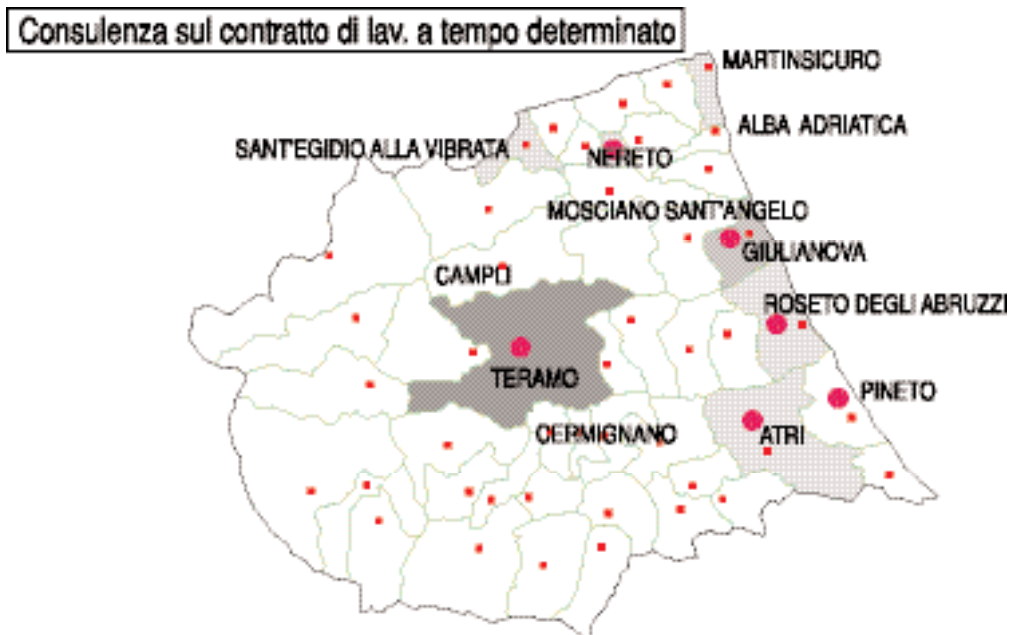 Consulenza sul contratto di lav. a tempo determinato
MARTINSICURO
ALBA ADRIATICA
SANT'EGIDIO ALLA VIBRATA
NERETO
MOSCIANO SANT'ANGELO
GIULIANOVA
CAMPLI
ROSETO DEGLI ABRUZZI
TERAMO
PINETO
CERMIGNANO
ATRI